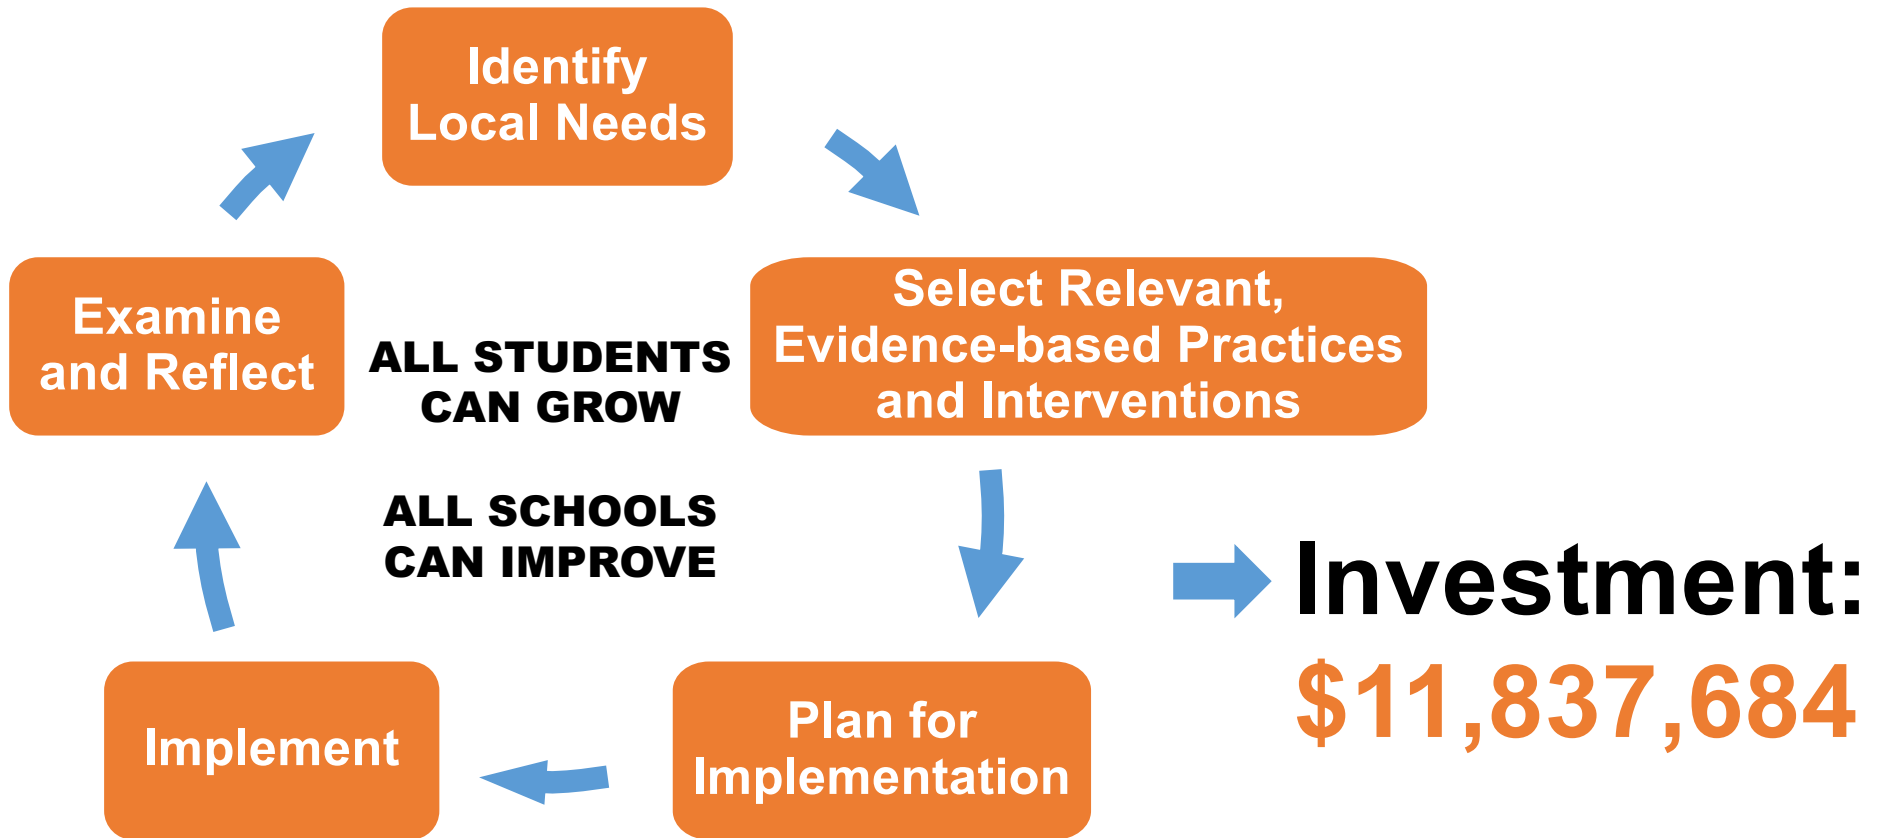 Identify
Local Needs
Select Relevant,
Evidence-based Practices
and Interventions
Plan for
Implementation
Implement
Examine
and Reflect
ALL STUDENTS
CAN GROW
ALL SCHOOLS
CAN IMPROVE
Investment:
$11,837,684